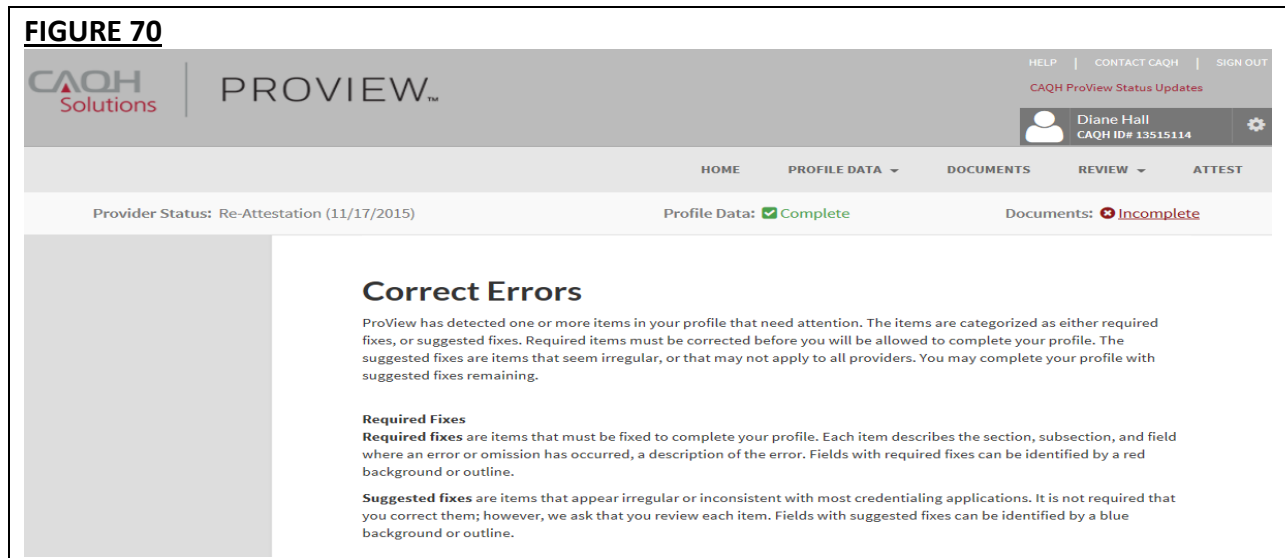 FIGURE 70
HELP | CONTACT CAQH | SIGN OUT
CAQH Solutions
PROVIEW™
CAQH ProView Status Updates
Diane Hall
CAQH ID# 13515114
HOME PROFILE DATA DOCUMENTS REVIEW ATTEST
Provider Status: Re-Attestation (11/17/2015) Profile Data: Complete Documents: Incomplete
Correct Errors
ProView has detected one or more items in your profile that need attention. The items are categorized as either required
fixes, or suggested fixes. Required items must be corrected before you will be allowed to complete your profile. The
suggested fixes are items that seem irregular, or that may not apply to all providers. You may complete your profile with
suggested fixes remaining.
Required Fixes
Required fixes are items that must be fixed to complete your profile. Each item describes the section, subsection, and field
where an error or omission has occurred, a description of the error. Fields with required fixes can be identified by a red
background or outline.
Suggested fixes are items that appear irregular or inconsistent with most credentialing applications. It is not required that
you correct them; however, we ask that you review each item. Fields with suggested fixes can be identified by a blue
background or outline.